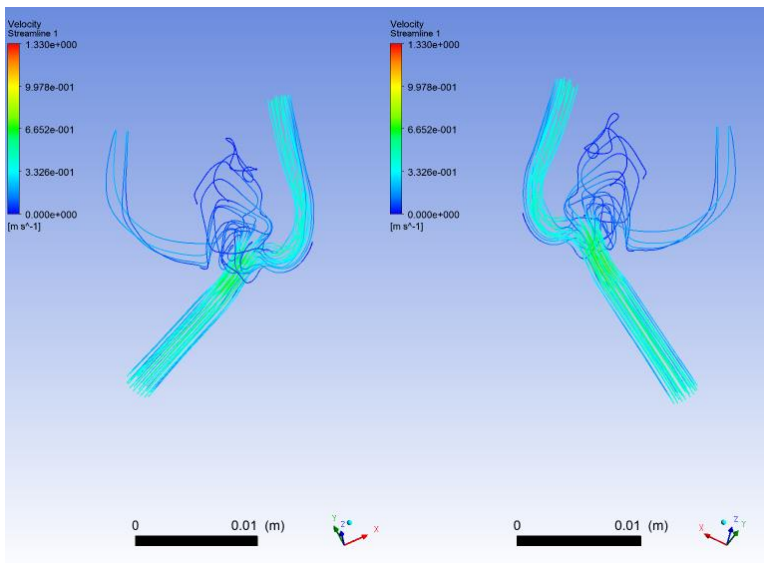 Velocity
Streamline 1
1.330e+000
9.978e-001
6.652e-001
3.326e-001
0.000e+000
[m s^-1]
0 0.01 (m)
Y Z X
Velocity
Streamline 1
1.330e+000
9.978e-001
6.652e-001
3.326e-001
0.000e+000
[m s^-1]
0 0.01 (m)
X Z Y